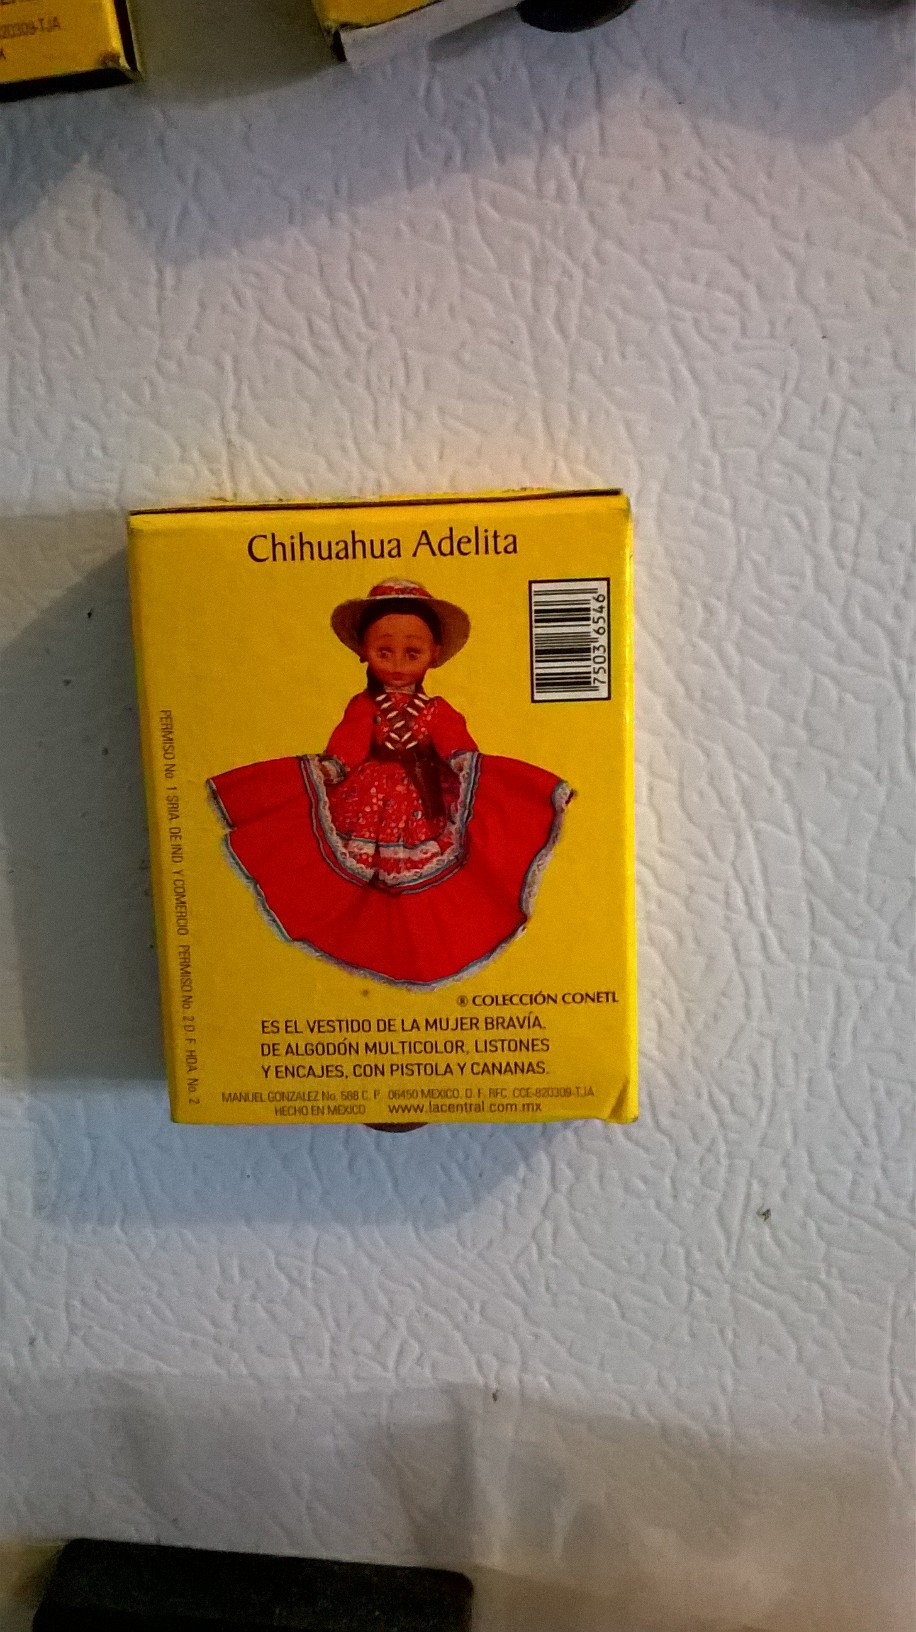 20309-TJA
Chihuahua Adelita
7503 6546
PERMISO No. 1 SRIA. DE IND. Y COMERCIO PERMISO No. 2 D. F. HDA. No. 2
® COLECCIÓN CONETL
ES EL VESTIDO DE LA MUJER BRAVÍA.
DE ALGODÓN MULTICOLOR, LISTONES
Y ENCAJES, CON PISTOLA Y CANANAS.
MANUEL GONZALEZ No. 588 C. P. 06450 MEXICO, D. F. RFC. CCE-820309-TJA
HECHO EN MEXICO www.lacentral.com.mx